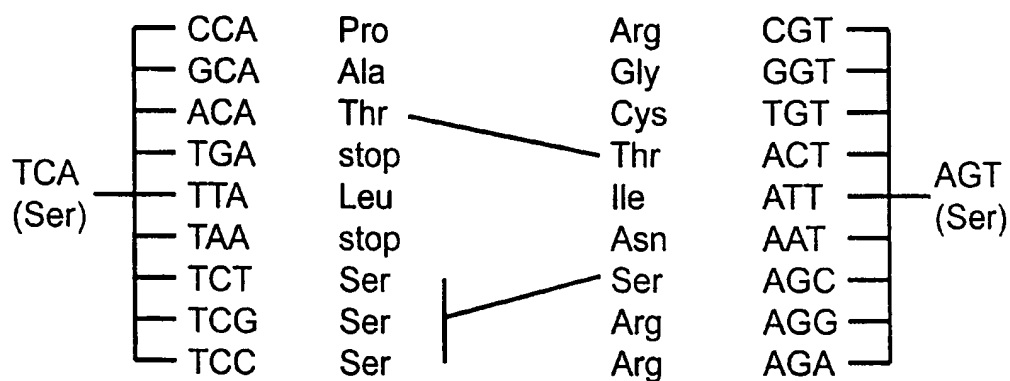 CCA Pro Arg CGT
GCA Ala Gly GGT
ACA Thr Cys TGT
TGA stop Thr ACT
TCA
(Ser)
TTA Leu Ile ATT
AGT
(Ser)
TAA stop Asn AAT
TCT Ser Ser AGC
TCG Ser Arg AGG
TCC Ser Arg AGA